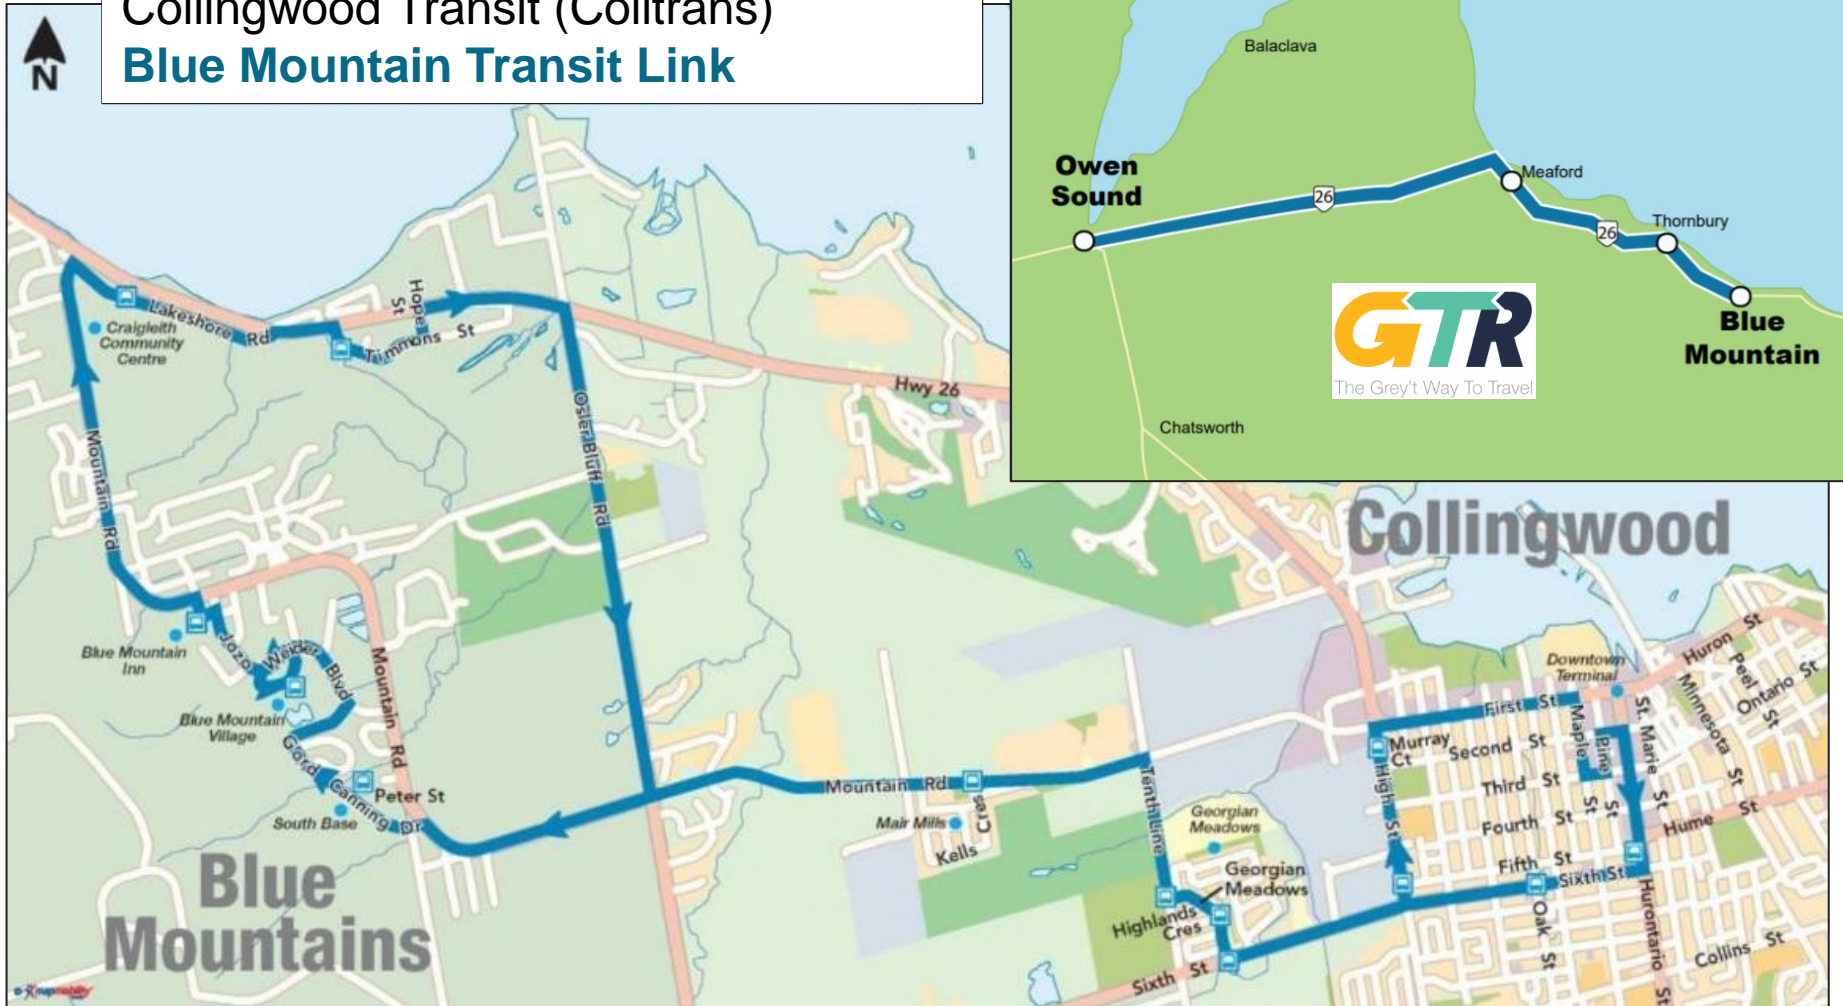 Collingwood Transit (Colltrans)
Blue Mountain Transit Link
N
Balaclava
Owen
Sound
26
Meaford
26
Thornbury
Blue
Mountain
GTR
The Grey't Way To Travel
Chatsworth
Lakeshore Rd
Craigleith
Community
Centre
Hope St
Timmons St
Hwy 26
Osler Bluff Rd
Mountain Rd
Collingwood
Blue Mountain
Inn
Jozo
Weider Blvd
Mountain Rd
Blue Mountain
Village
Gord Canning Dr
Peter St
South Base
Blue
Mountains
Mountain Rd
Mair Mills
Kells Cres
Tenth Line
Georgian
Meadows
Georgian
Meadows
Highlands
Cres
Sixth St
Murray
Ct
High St
First St
Second St
Third St
Fourth St
Fifth St
Sixth St
Oak St
Maple St
Pine St
Downtown
Terminal
St. Marie St
Huron St
Peel St
Minnesota St
Ontario St
Hume St
Hurontario St
Collins St
mapmobility